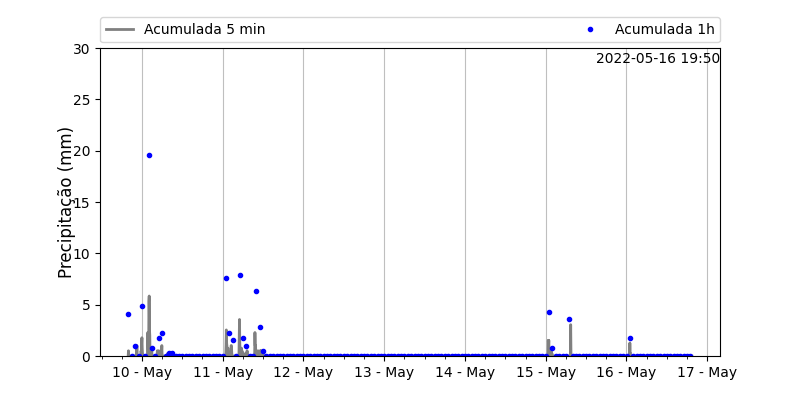 Acumulada 5 min
Acumulada 1h
2022-05-16 19:50
Precipitação (mm)
30
25
20
15
10
5
0
10 - May
11 - May
12 - May
13 - May
14 - May
15 - May
16 - May
17 - May